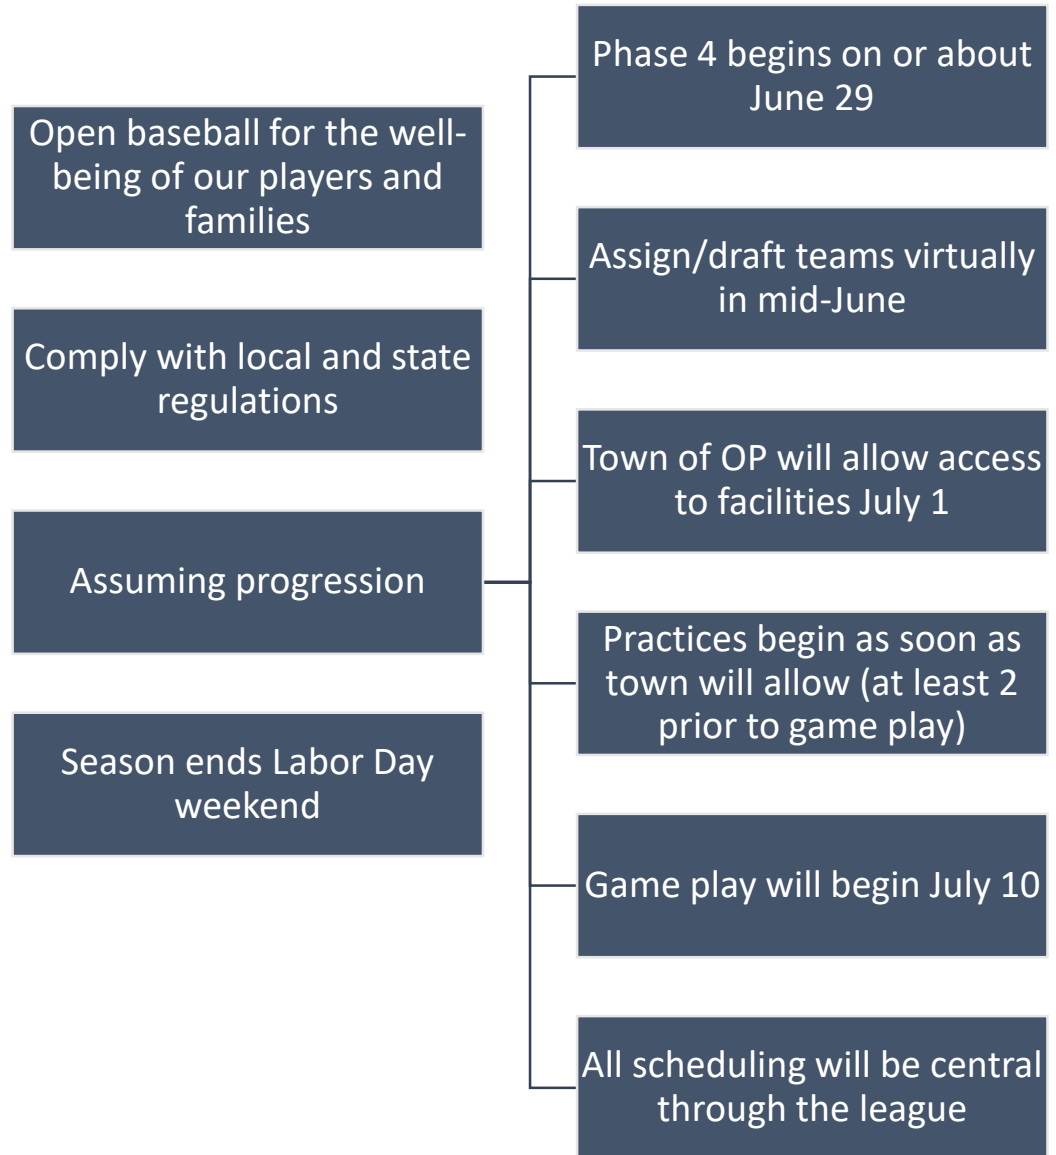 Open baseball for the well-
being of our players and
families
Comply with local and state
regulations
Assuming progression
Season ends Labor Day
weekend
Phase 4 begins on or about
June 29
Assign/draft teams virtually
in mid-June
Town of OP will allow access
to facilities July 1
Practices begin as soon as
town will allow (at least 2
prior to game play)
Game play will begin July 10
All scheduling will be central
through the league